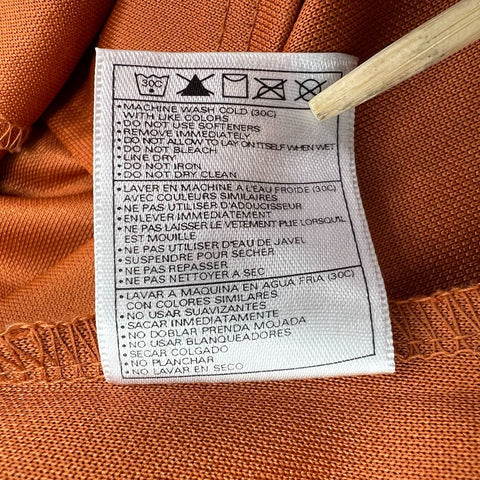 30C
• MACHINE WASH COLD (30C)
WITH LIKE COLORS
• DO NOT USE SOFTENERS
• REMOVE IMMEDIATELY
• DO NOT ALLOW TO LAY ON ITSELF WHEN WET
• DO NOT BLEACH
• LINE DRY
• DO NOT IRON
• DO NOT DRY CLEAN
• LAVER EN MACHINE A L'EAU FROIDE (30C)
AVEC COULEURS SIMILAIRES
• NE PAS UTILISER D'ADOUCISSEUR
• ENLEVER IMMEDIATEMENT
• NE PAS LAISSER LE VETEMENT PLIE LORSQU'IL
EST MOUILLE
• NE PAS UTILISER D'EAU DE JAVEL
• SUSPENDRE POUR SECHER
• NE PAS REPASSER
• NE PAS NETTOYER A SEC
• LAVAR A MAQUINA EN AGUA FRIA (30C)
CON COLORES SIMILARES
• NO USAR SUAVIZANTES
• SACAR INMEDIATAMENTE
• NO DOBLAR PRENDA MOJADA
• NO USAR BLANQUEADORES
• SECAR COLGADO
• NO PLANCHAR
• NO LAVAR EN SECO